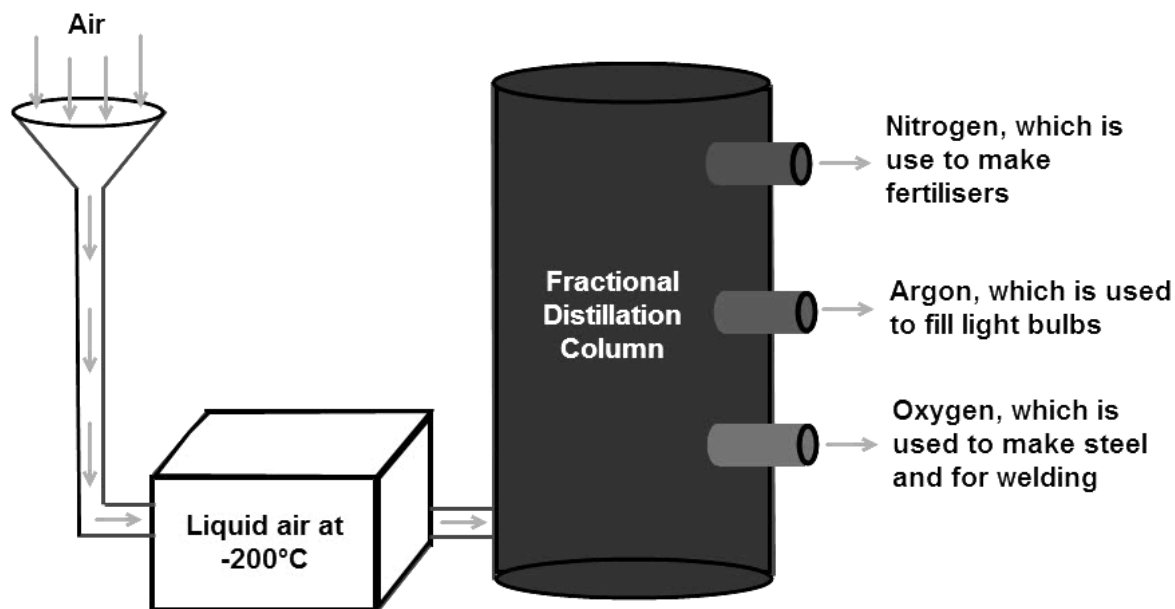 Air
Nitrogen, which is
use to make
fertilisers
Fractional
Distillation
Column
Argon, which is used
to fill light bulbs
Oxygen, which is
used to make steel
and for welding
Liquid air at
-200°C